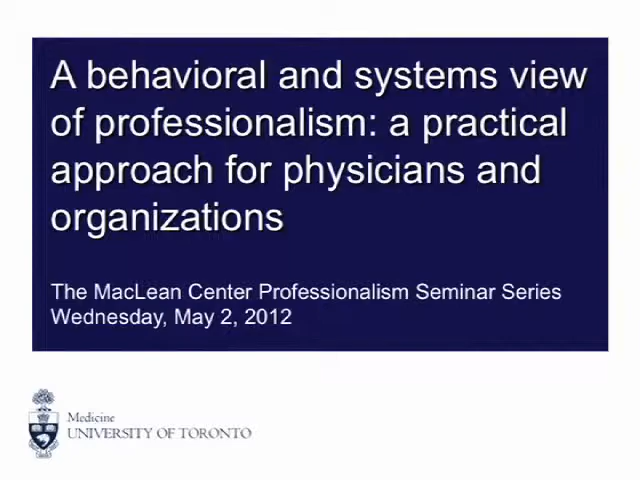 A behavioral and systems view
of professionalism: a practical
approach for physicians and
organizations
The MacLean Center Professionalism Seminar Series
Wednesday, May 2, 2012
Medicine
UNIVERSITY OF TORONTO